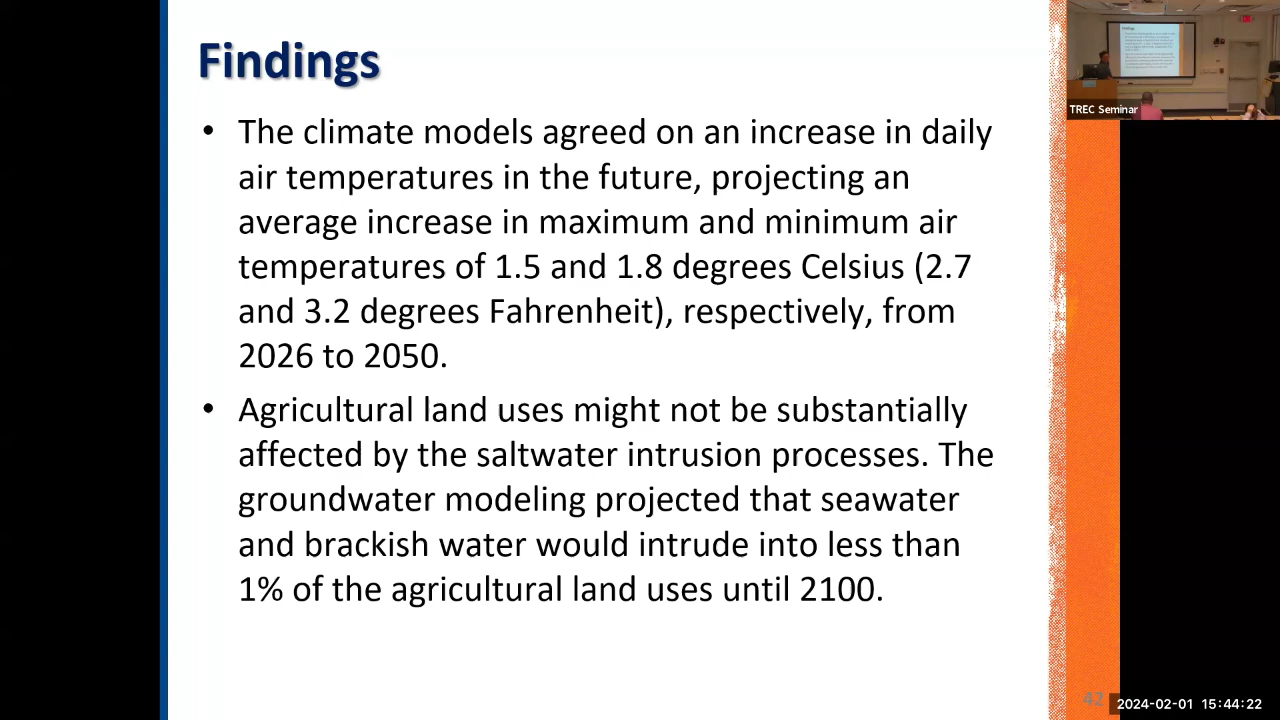 Findings
• The climate models agreed on an increase in daily
air temperatures in the future, projecting an
average increase in maximum and minimum air
temperatures of 1.5 and 1.8 degrees Celsius (2.7
and 3.2 degrees Fahrenheit), respectively, from
2026 to 2050.
• Agricultural land uses might not be substantially
affected by the saltwater intrusion processes. The
groundwater modeling projected that seawater
and brackish water would intrude into less than
1% of the agricultural land uses until 2100.
TREC Seminar
42
2024-02-01 15:44:22